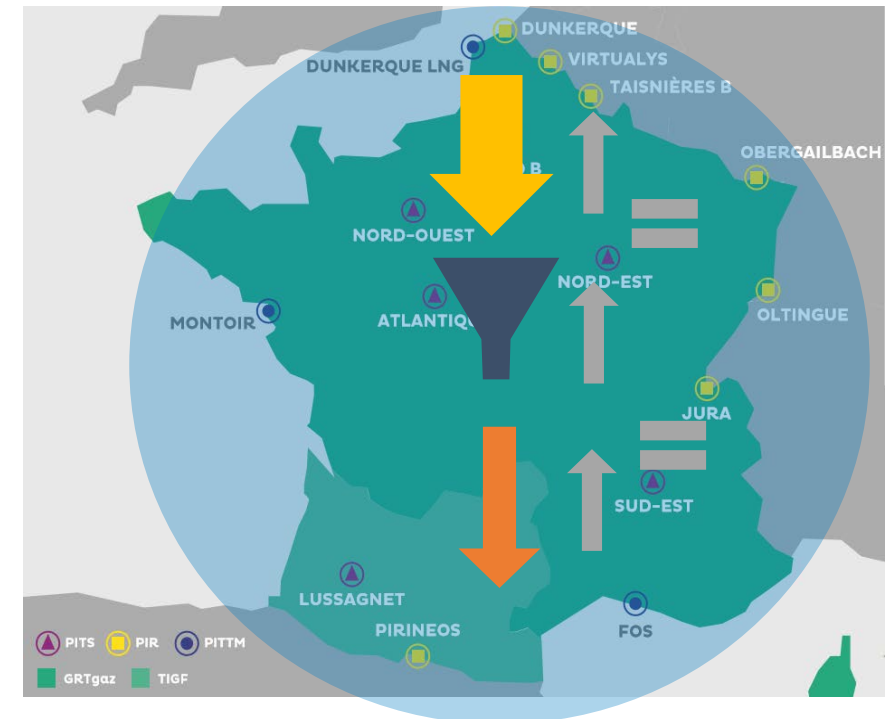 DUNKERQUE
VIRTUALYS
DUNKERQUE LNG
TAISNIÈRES B
OBERGAILBACH
B
NORD-OUEST
NORD-EST
ATLANTIQ
OLTINGUE
MONTOIR
JURA
SUD-EST
LUSSAGNET
PIRINEOS
FOS
PITS PIR PITTM
GRTgaz TIGF